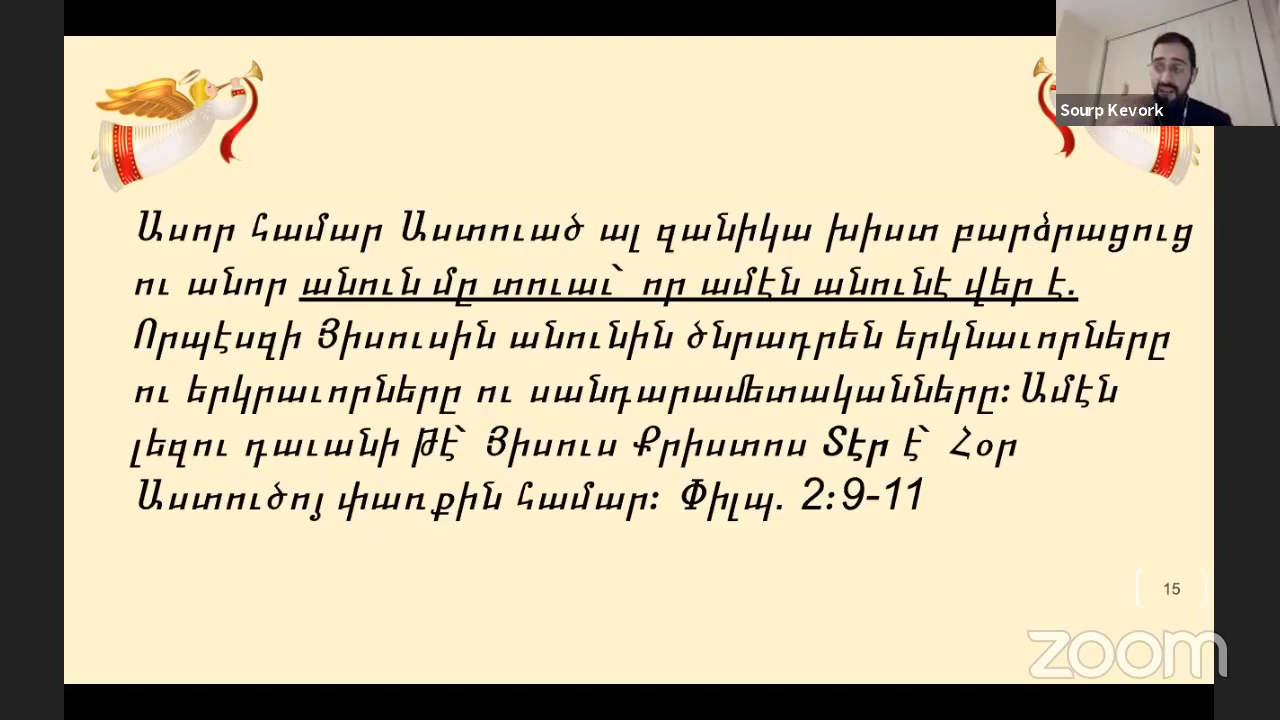 Sourp Kevork
Ասոր համար Աստուած ալ զանիկա խիստ բարձրացուց
ու անոր անուն մը տուաւ՝ որ ամէն անունէ վեր է.
Որպէսզի Յիսուսին անունին ծնրադրեն երկնաւորները
ու երկրաւորները ու սանդարամետականները։ Ամէն
լեզու դաւանի թէ՝ Յիսուս Քրիստոս Տէր է՝ Հօր
Աստուծոյ փառքին համար։ Փիլպ. 2:9-11
15
zoom